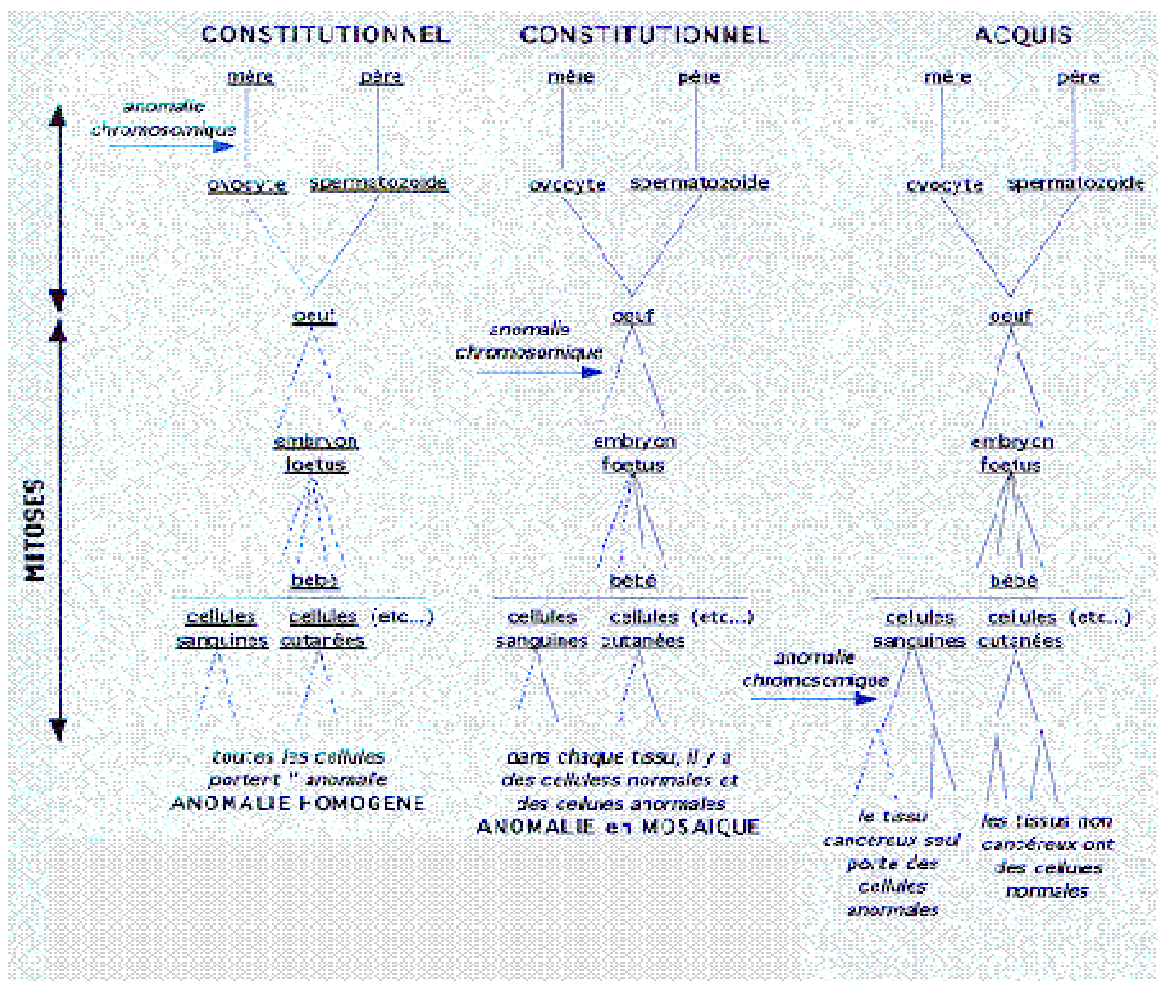 CONSTITUTIONNEL
CONSTITUTIONNEL
ACQUIS
mère père
mère père
mère père
anomalie
chromosomique
ovocyte spermatozoide
ovocyte spermatozoide
ovocyte spermatozoide
oeuf
oeuf
oeuf
anomalie
chromosomique
embryon
foetus
embryon
foetus
embryon
foetus
MITOSES
bébé
bébé
bébé
cellules cellules (etc...)
sanguines cutanées
cellules cellules (etc...)
sanguines cutanées
cellules cellules (etc...)
sanguines cutanées
anomalie
chromosomique
toutes les cellules
portent l' anomalie
ANOMALIE HOMOGENE
dans chaque tissu, il y a
des celluless normales et
des cellules anormales
ANOMALIE en MOSAIQUE
le tissu
cancéreux seul
porte des
cellules
anormales
les tissus non
cancéreux ont
des cellules
normales